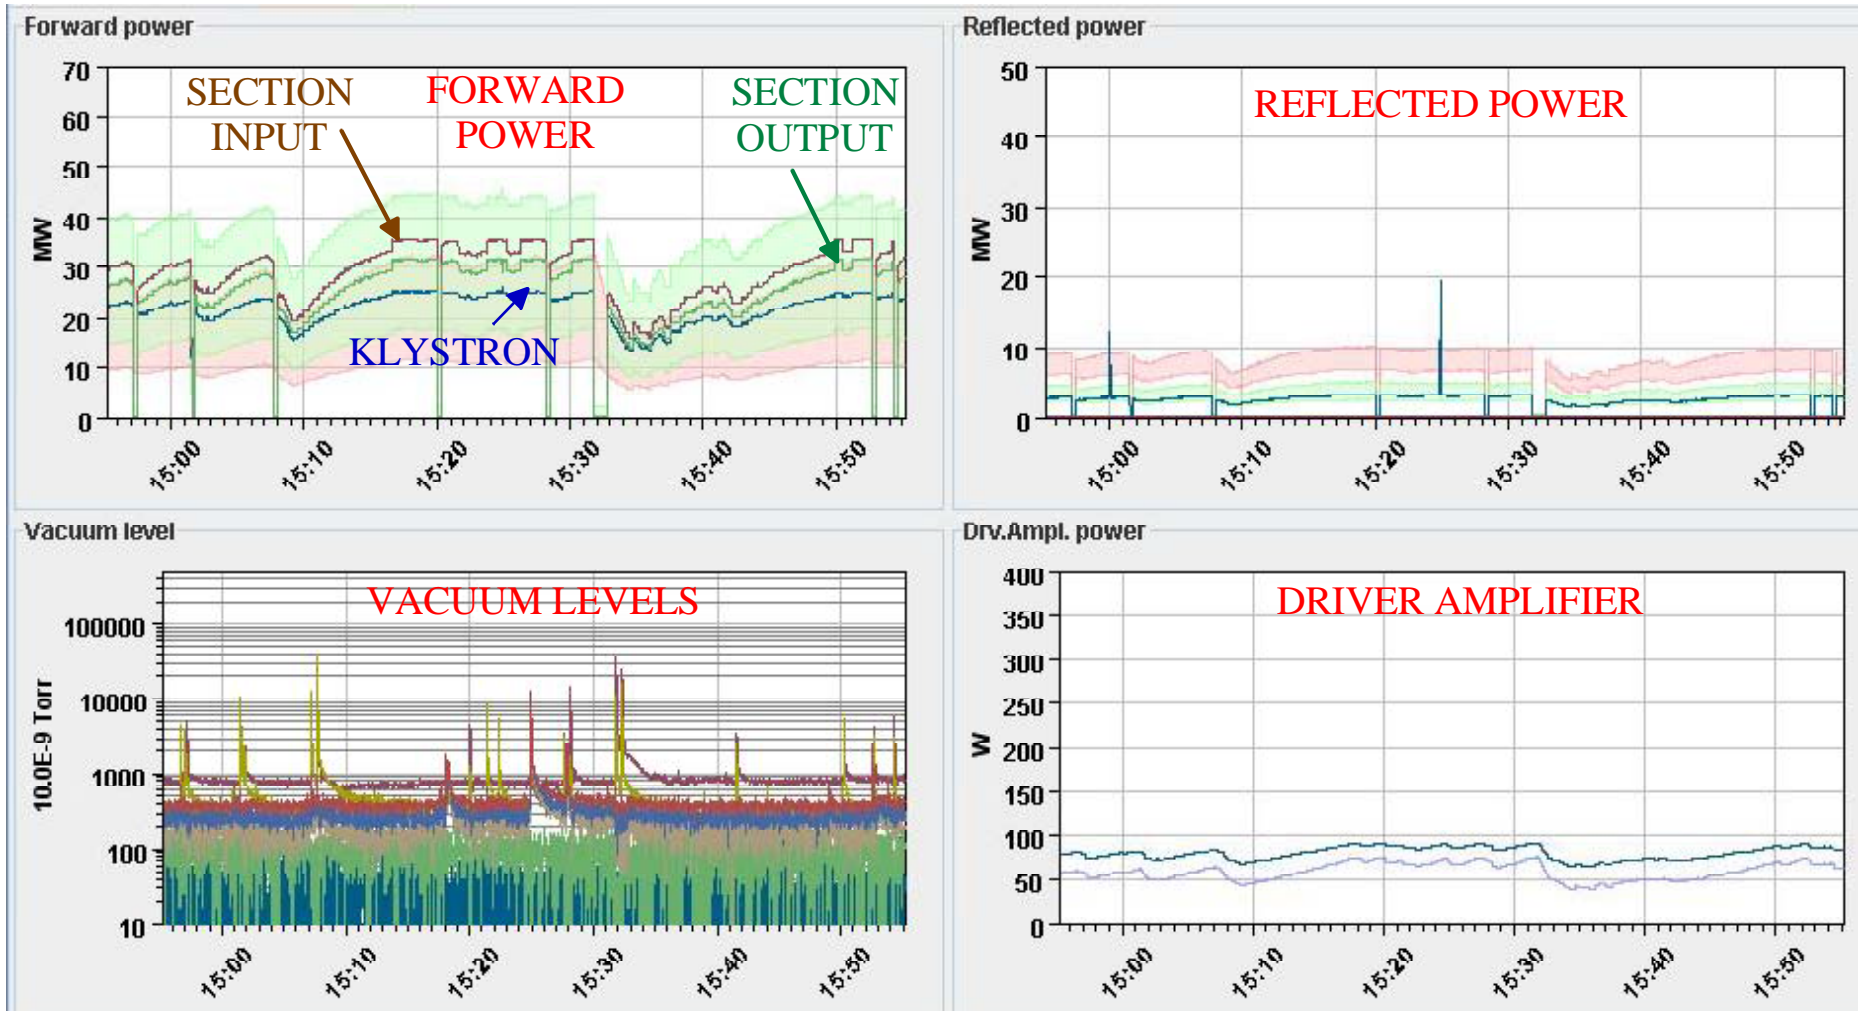 Forward power
70
60
50
40
30
20
10
0
MW
SECTION
INPUT
FORWARD
POWER
SECTION
OUTPUT
KLYSTRON
15:00
15:10
15:20
15:30
15:40
15:50
Reflected power
50
40
30
20
10
0
MW
REFLECTED POWER
15:00
15:10
15:20
15:30
15:40
15:50
Vacuum level
100000
10000
1000
100
10
10.0E-9 Torr
VACUUM LEVELS
15:00
15:10
15:20
15:30
15:40
15:50
Drv.Ampl. power
400
350
300
250
200
150
100
50
0
W
DRIVER AMPLIFIER
15:00
15:10
15:20
15:30
15:40
15:50